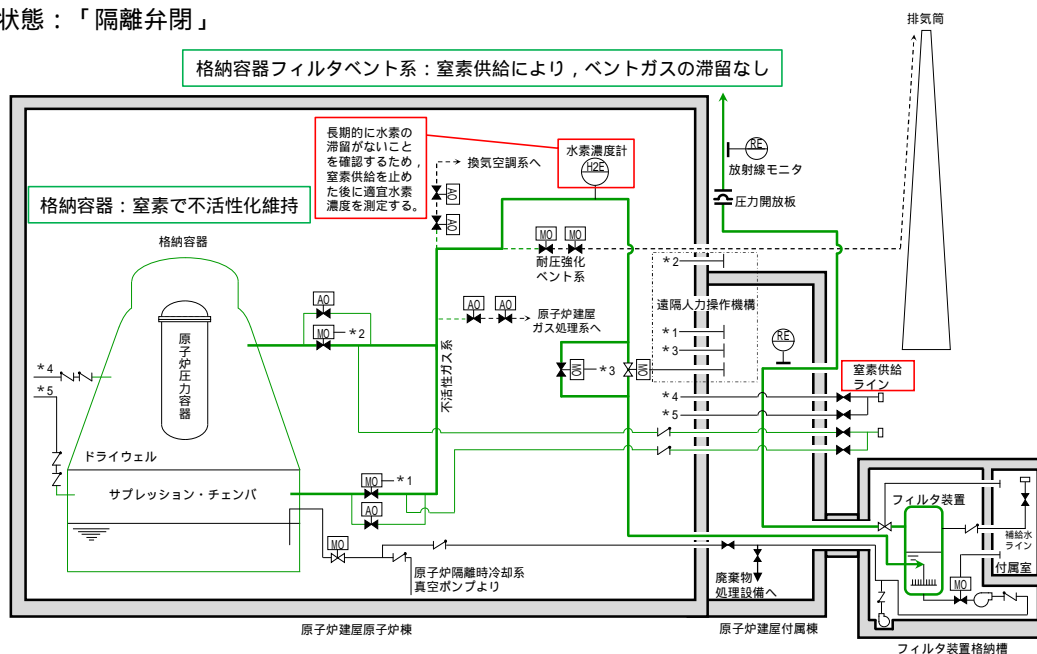 状態：「隔離弁閉」
排気筒
格納容器フィルタベント系：窒素供給により，ベントガスの滞留なし
長期的に水素の
滞留がないこと
を確認するため，
窒素供給を止め
た後に適宜水素
濃度を測定する。
水素濃度計
H2E
換気空調系へ
AO
AO
RE
放射線モニタ
圧力開放板
格納容器：窒素で不活性化維持
格納容器
MO
MO
耐圧強化
ベント系
*2
遠隔人力操作機構
*1
*3
AO
AO
原子炉建屋
ガス処理系へ
AO
MO
*2
原子炉圧力容器
不活性ガス系
MO
*3
MO
RE
窒素供給
ライン
*4
*5
*4
*5
ドライウェル
サプレッション・チェンバ
MO
*1
AO
MO
原子炉隔離時冷却系
真空ポンプより
廃棄物
処理設備へ
フィルタ装置
補給水
ライン
付属室
MO
原子炉建屋原子炉棟
原子炉建屋付属棟
フィルタ装置格納槽